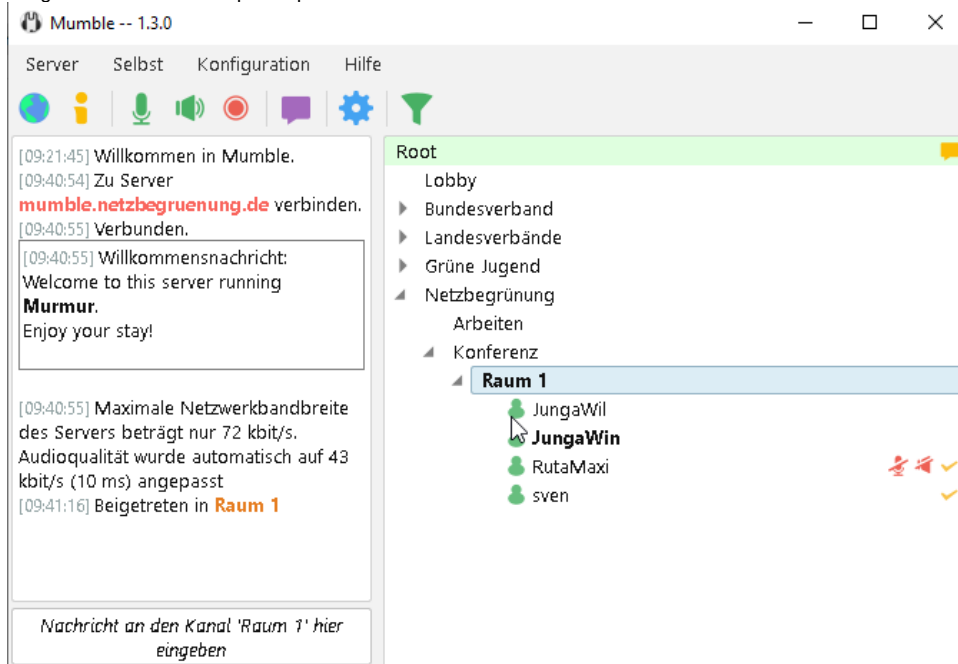 Mumble -- 1.3.0
Server Selbst Konfiguration Hilfe
[09:21:45] Willkommen in Mumble.
[09:40:54] Zu Server
mumble.netzbegruenung.de verbinden.
[09:40:55] Verbunden.
[09:40:55] Willkommensnachricht:
Welcome to this server running
Murmur.
Enjoy your stay!
[09:40:55] Maximale Netzwerkbandbreite
des Servers beträgt nur 72 kbit/s.
Audioqualität wurde automatisch auf 43
kbit/s (10 ms) angepasst
[09:41:16] Beigetreten in Raum 1
Nachricht an den Kanal 'Raum 1' hier
eingeben
Root
Lobby
Bundesverband
Landesverbände
Grüne Jugend
Netzbegrünung
Arbeiten
Konferenz
Raum 1
JungaWil
JungaWin
RutaMaxi
sven